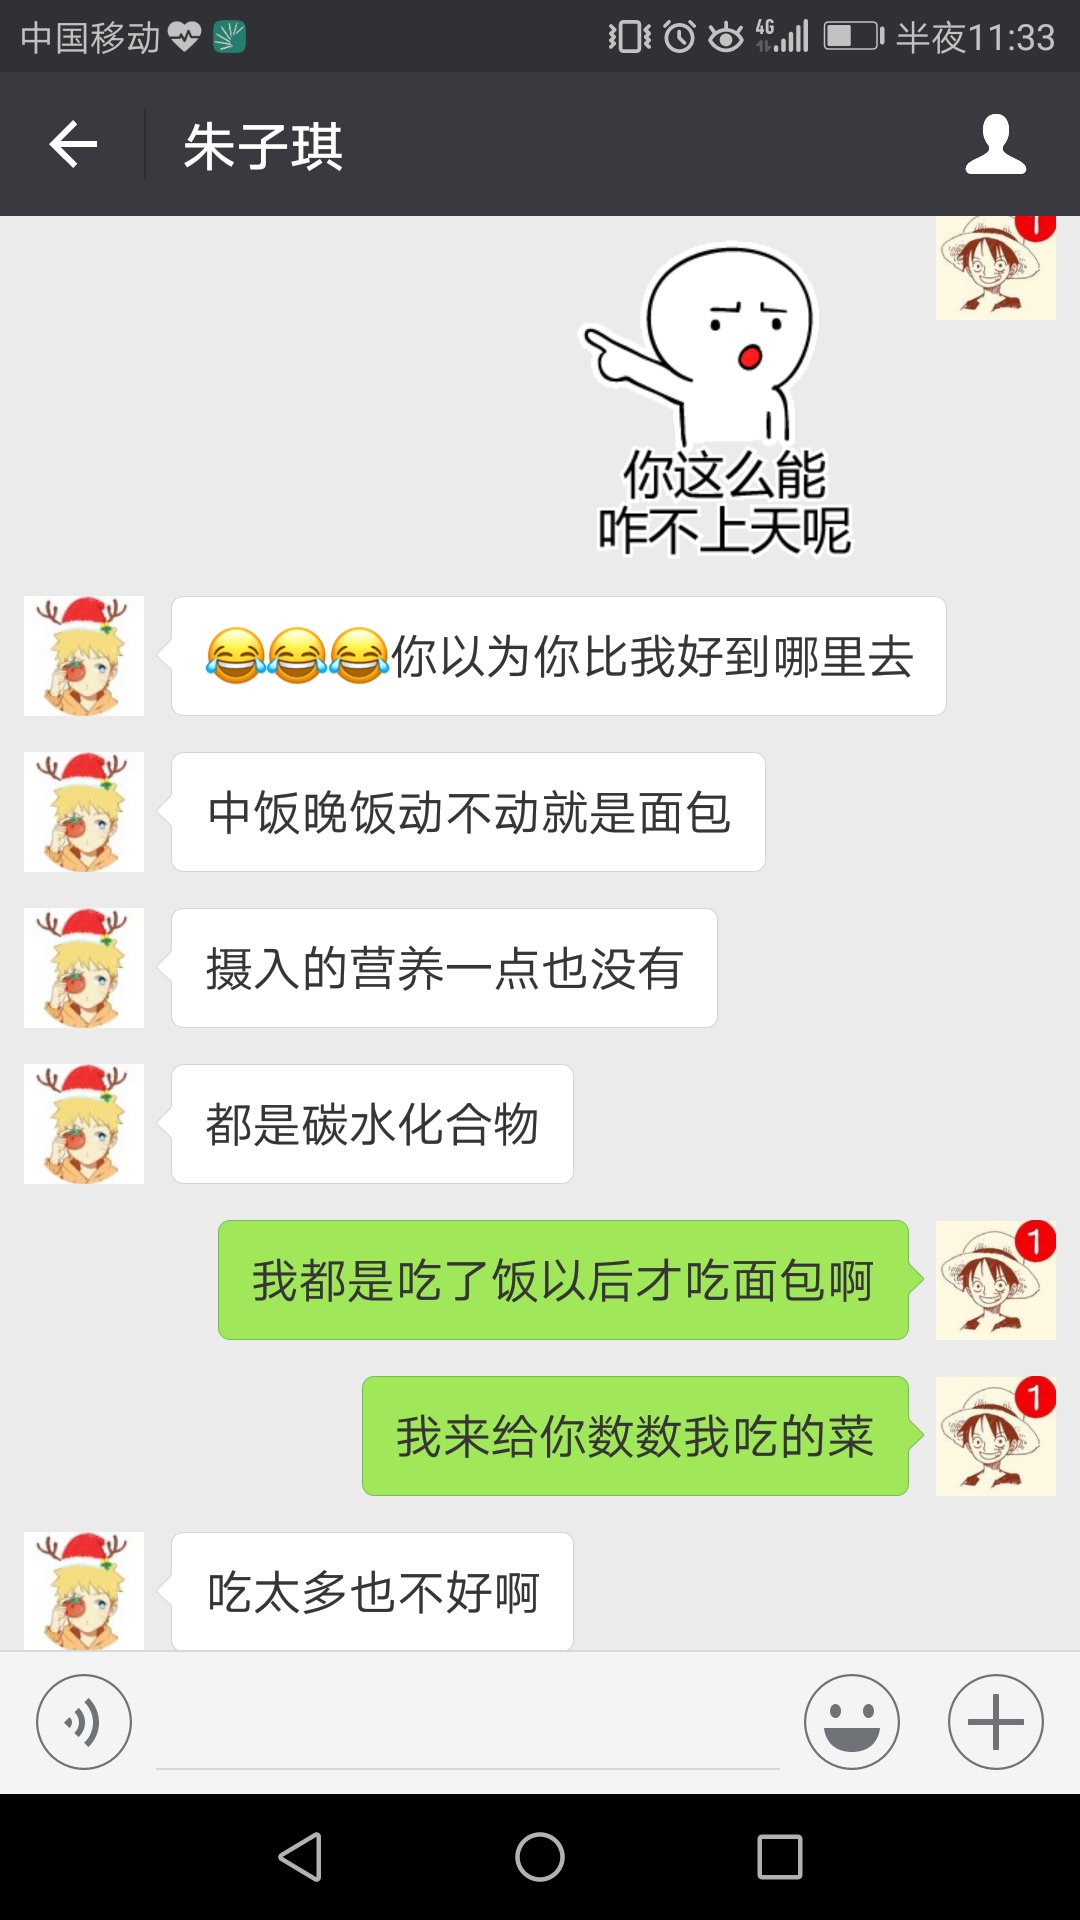 中国移动 4G 半夜11:33
朱子琪
1
你这么能
咋不上天呢
😂😂😂你以为你比我好到哪里去
中饭晚饭动不动就是面包
摄入的营养一点也没有
都是碳水化合物
我都是吃了饭以后才吃面包啊
1
我来给你数数我吃的菜
1
吃太多也不好啊